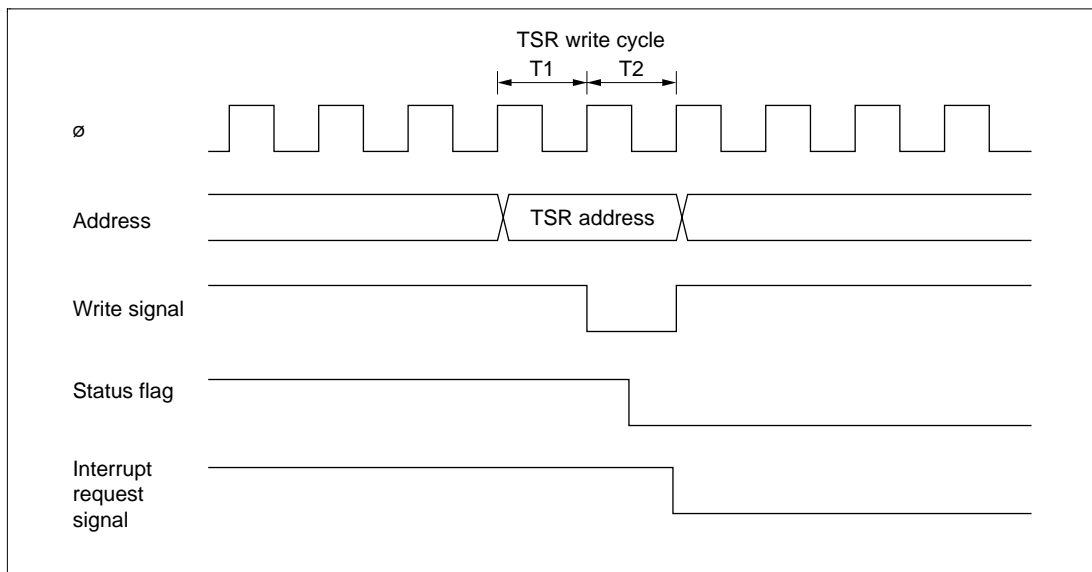 TSR write cycle
T1 T2
ø
Address
TSR address
Write signal
Status flag
Interrupt
request
signal